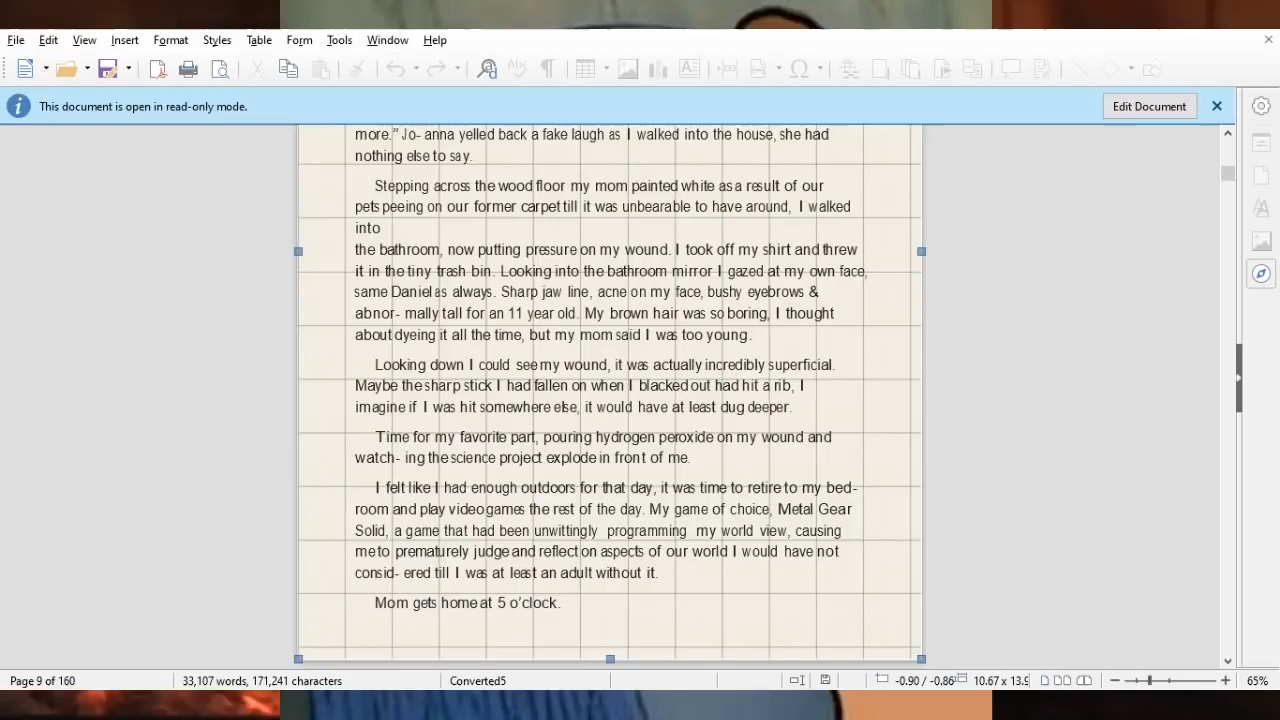 File Edit View Insert Format Styles Table Form Tools Window Help
This document is open in read-only mode. Edit Document
more.” Jo- anna yelled back a fake laugh as I walked into the house, she had
nothing else to say.
Stepping across the wood floor my mom painted white as a result of our
pets peeing on our former carpet till it was unbearable to have around, I walked
into
the bathroom, now putting pressure on my wound. I took off my shirt and threw
it in the tiny trash bin. Looking into the bathroom mirror I gazed at my own face,
same Daniel as always. Sharp jaw line, acne on my face, bushy eyebrows &
abnor- mally tall for an 11 year old. My brown hair was so boring, I thought
about dyeing it all the time, but my mom said I was too young.
Looking down I could see my wound, it was actually incredibly superficial.
Maybe the sharp stick I had fallen on when I blacked out had hit a rib, I
imagine if I was hit somewhere else, it would have at least dug deeper.
Time for my favorite part, pouring hydrogen peroxide on my wound and
watch- ing the science project explode in front of me.
I felt like I had enough outdoors for that day, it was time to retire to my bed-
room and play video games the rest of the day. My game of choice, Metal Gear
Solid, a game that had been unwittingly programming my world view, causing
me to prematurely judge and reflect on aspects of our world I would have not
consid- ered till I was at least an adult without it.
Mom gets home at 5 o’clock.
Page 9 of 160 33,107 words, 171,241 characters Converted5 -0.90 / -0.86 10.67 x 13.9 65%